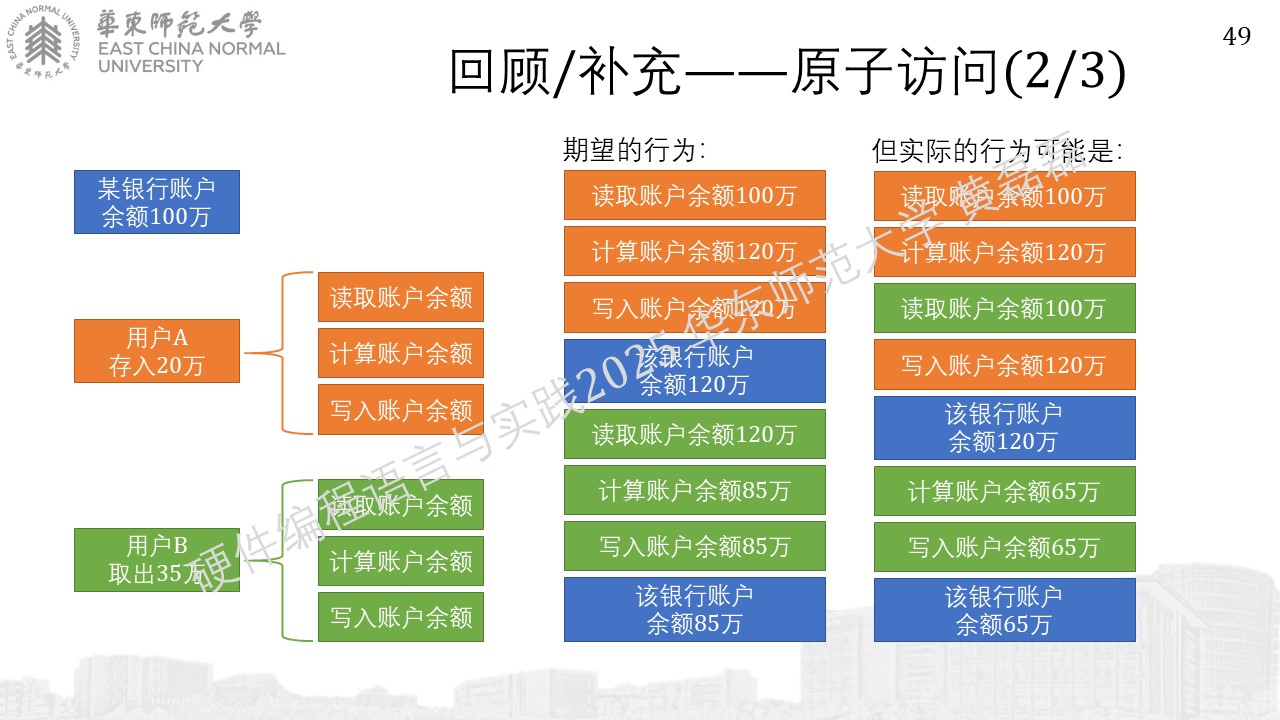 華東師範大學
EAST CHINA NORMAL
UNIVERSITY
EAST CHINA NORMAL UNIVERSITY
華東师范大学
49
回顾/补充——原子访问(2/3)
某银行账户
余额100万
用户A
存入20万
读取账户余额
计算账户余额
写入账户余额
用户B
取出35万
读取账户余额
计算账户余额
写入账户余额
期望的行为：
读取账户余额100万
计算账户余额120万
写入账户余额120万
该银行账户
余额120万
读取账户余额120万
计算账户余额85万
写入账户余额85万
该银行账户
余额85万
但实际的行为可能是：
读取账户余额100万
计算账户余额120万
读取账户余额100万
写入账户余额120万
该银行账户
余额120万
计算账户余额65万
写入账户余额65万
该银行账户
余额65万
硬件编程语言与实践2025 华东师范大学 黄磊磊